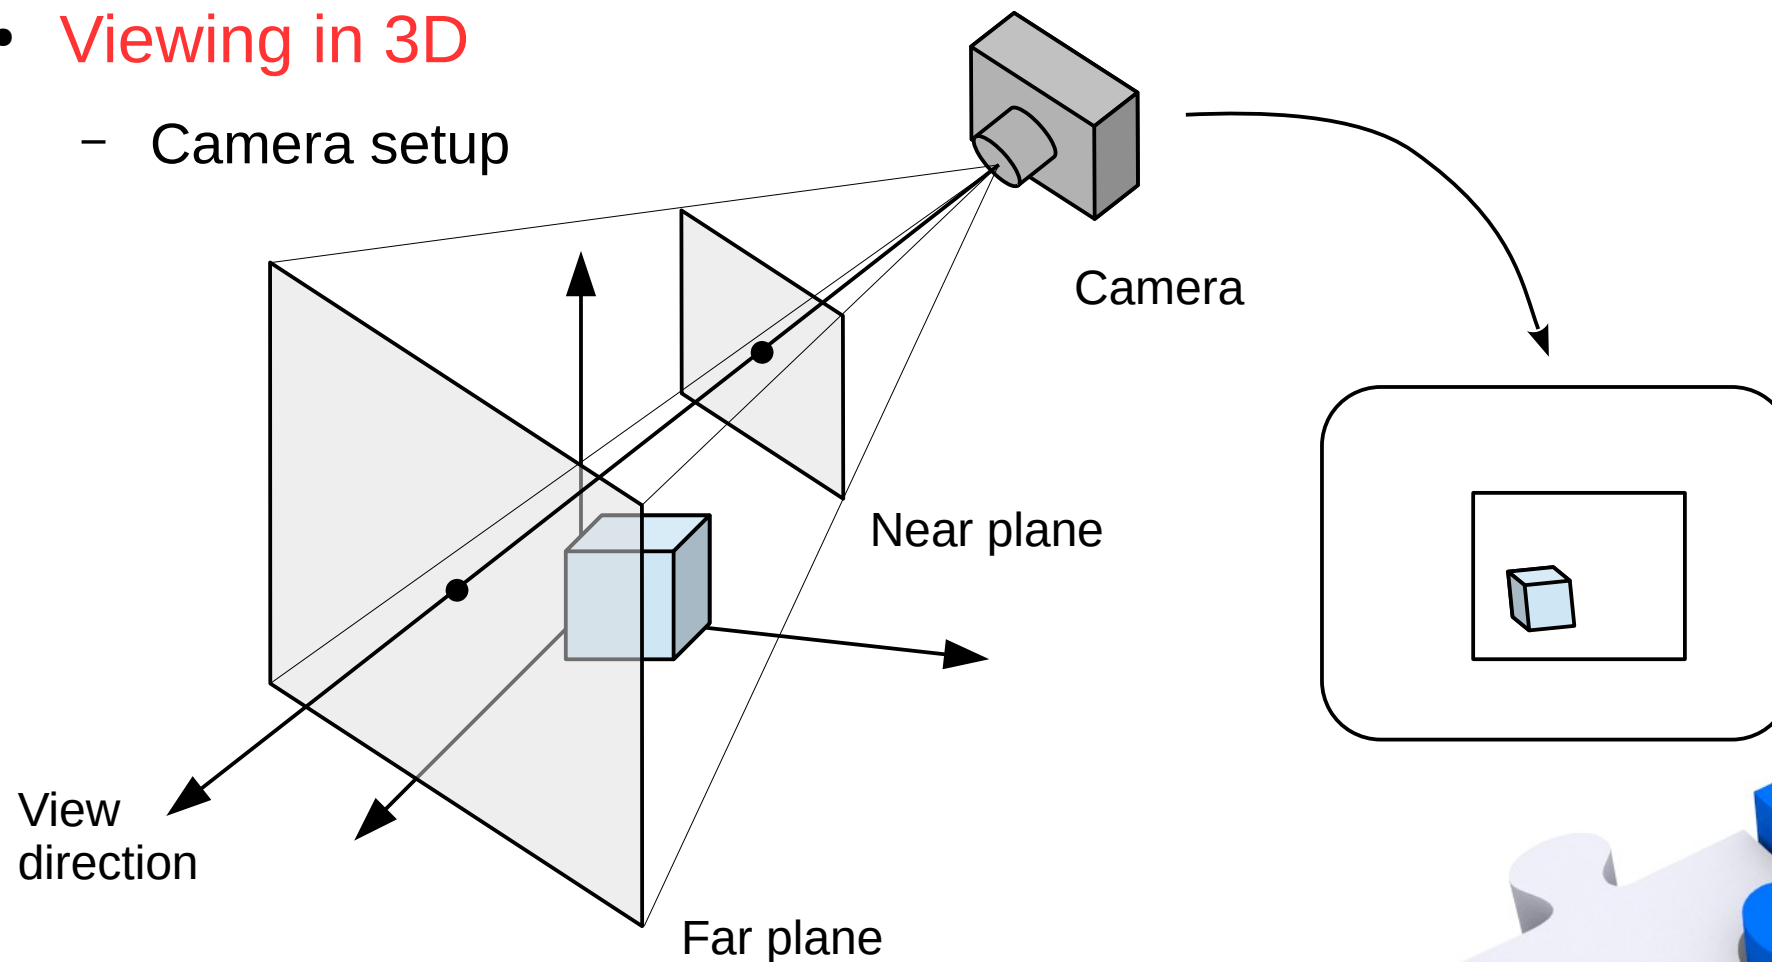 • Viewing in 3D
– Camera setup
Camera
Near plane
View
direction
Far plane